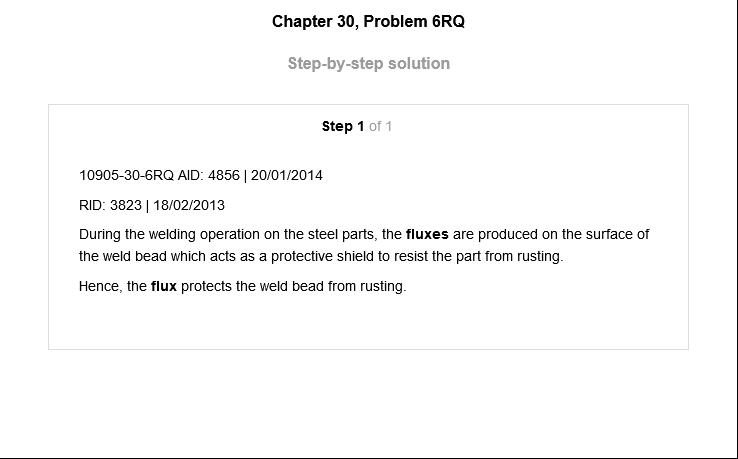 Chapter 30, Problem 6RQ
Step-by-step solution
Step 1 of 1
10905-30-6RQ AID: 4856 | 20/01/2014
RID: 3823 | 18/02/2013
During the welding operation on the steel parts, the fluxes are produced on the surface of
the weld bead which acts as a protective shield to resist the part from rusting.
Hence, the flux protects the weld bead from rusting.